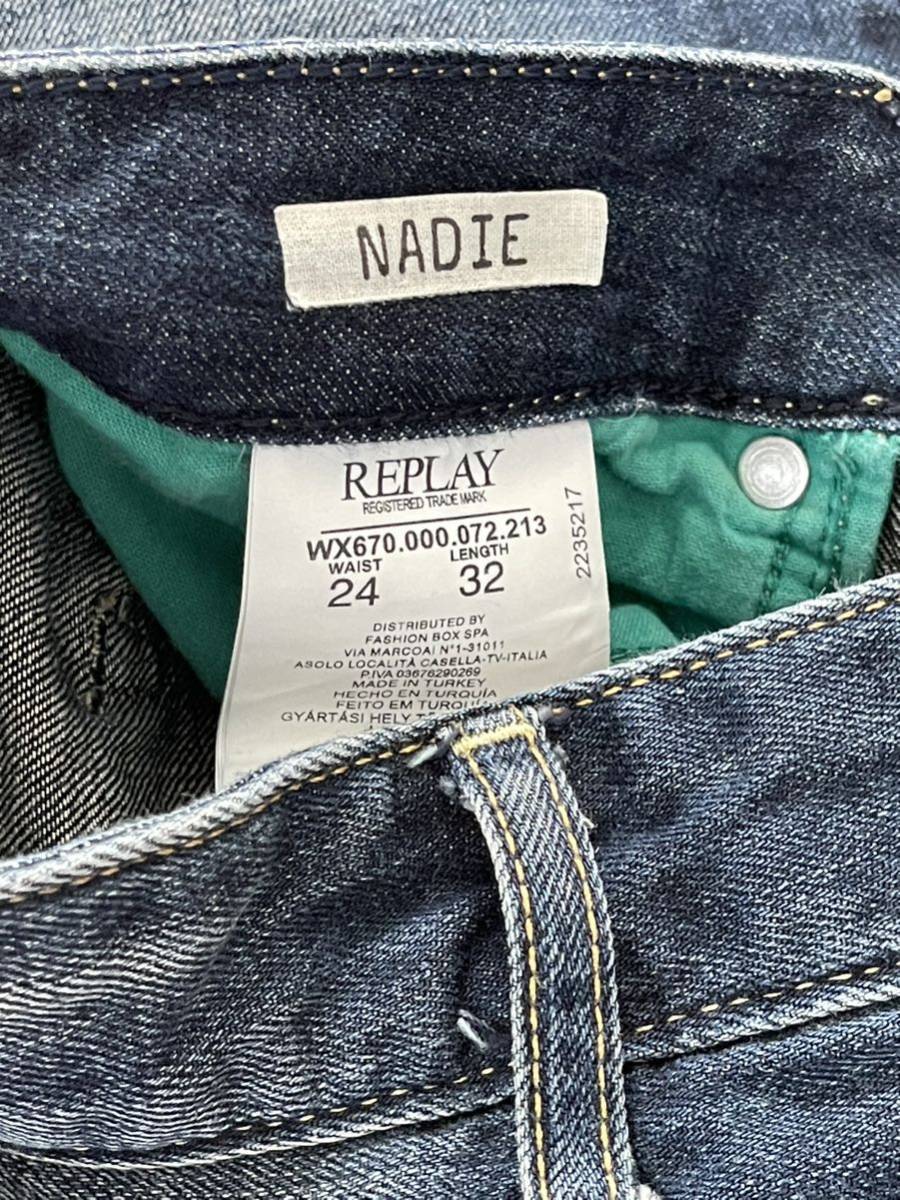 NADIE
REPLAY
REGISTERED TRADE MARK
WX670.000.072.213
WAIST LENGTH
24 32
2235217
DISTRIBUTED BY
FASHION BOX SPA
VIA MARCOAI N°1-31011
ASOLO LOCALITÀ CASELLA-TV-ITALIA
P.IVA 03676290269
MADE IN TURKEY
HECHO EN TURQUÍA
FEITO EM TURQUIA
GYÁRTÁSI HELY